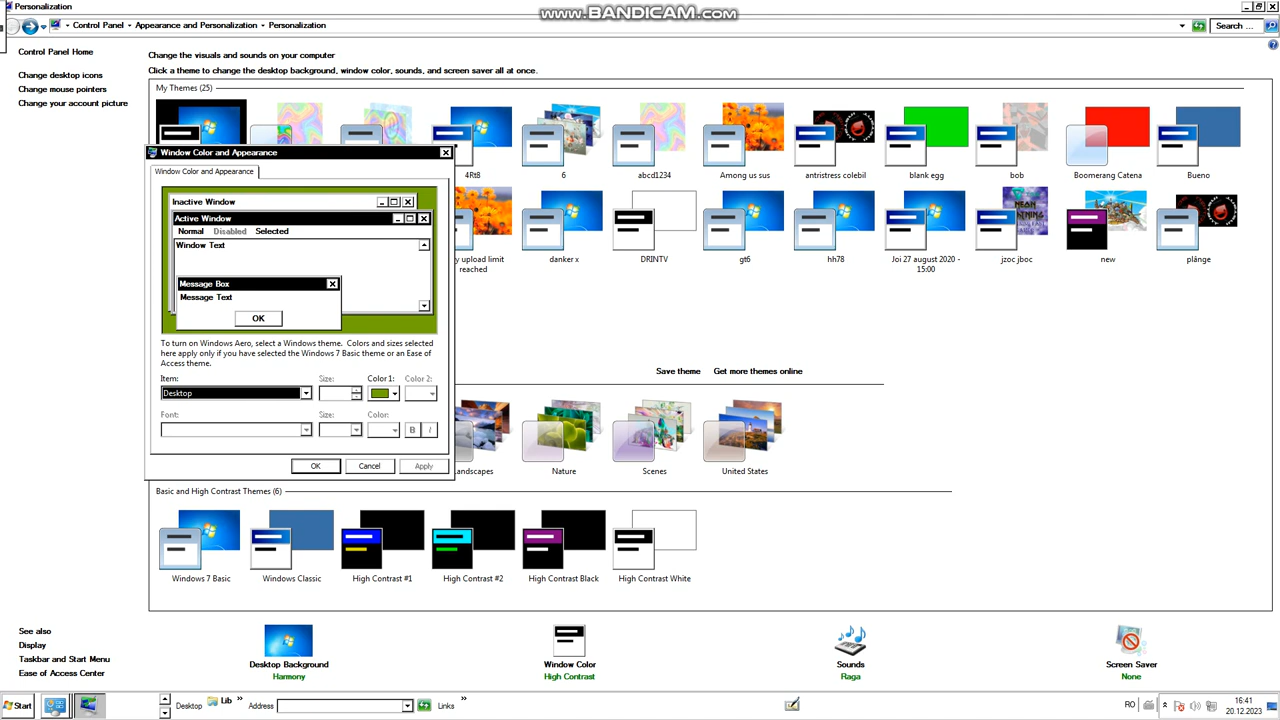 Personalization
www.BANDICAM.com
Control Panel
Appearance and Personalization
Personalization
Search ...
Control Panel Home
Change desktop icons
Change mouse pointers
Change your account picture
Change the visuals and sounds on your computer
Click a theme to change the desktop background, window color, sounds, and screen saver all at once.
My Themes (25)
4Rt8
6
abcd1234
Among us sus
antristress colebil
blank egg
bob
Boomerang Catena
Bueno
y upload limit
reached
danker x
DRINTV
gt6
hh78
Joi 27 august 2020 -
15:00
jzoc jboc
new
plânge
Window Color and Appearance
Window Color and Appearance
Inactive Window
Active Window
Normal Disabled Selected
Window Text
Message Box
Message Text
OK
To turn on Windows Aero, select a Windows theme. Colors and sizes selected
here apply only if you have selected the Windows 7 Basic theme or an Ease of
Access theme.
Item: Size: Color 1: Color 2:
Desktop
Font: Size: Color:
B I
OK Cancel Apply
Save theme Get more themes online
Landscapes
Nature
Scenes
United States
Basic and High Contrast Themes (6)
Windows 7 Basic
Windows Classic
High Contrast #1
High Contrast #2
High Contrast Black
High Contrast White
See also
Display
Taskbar and Start Menu
Ease of Access Center
Desktop Background
Harmony
Window Color
High Contrast
Sounds
Raga
Screen Saver
None
Start
Desktop Lib » Address Links »
RO
16:41
20.12.2023